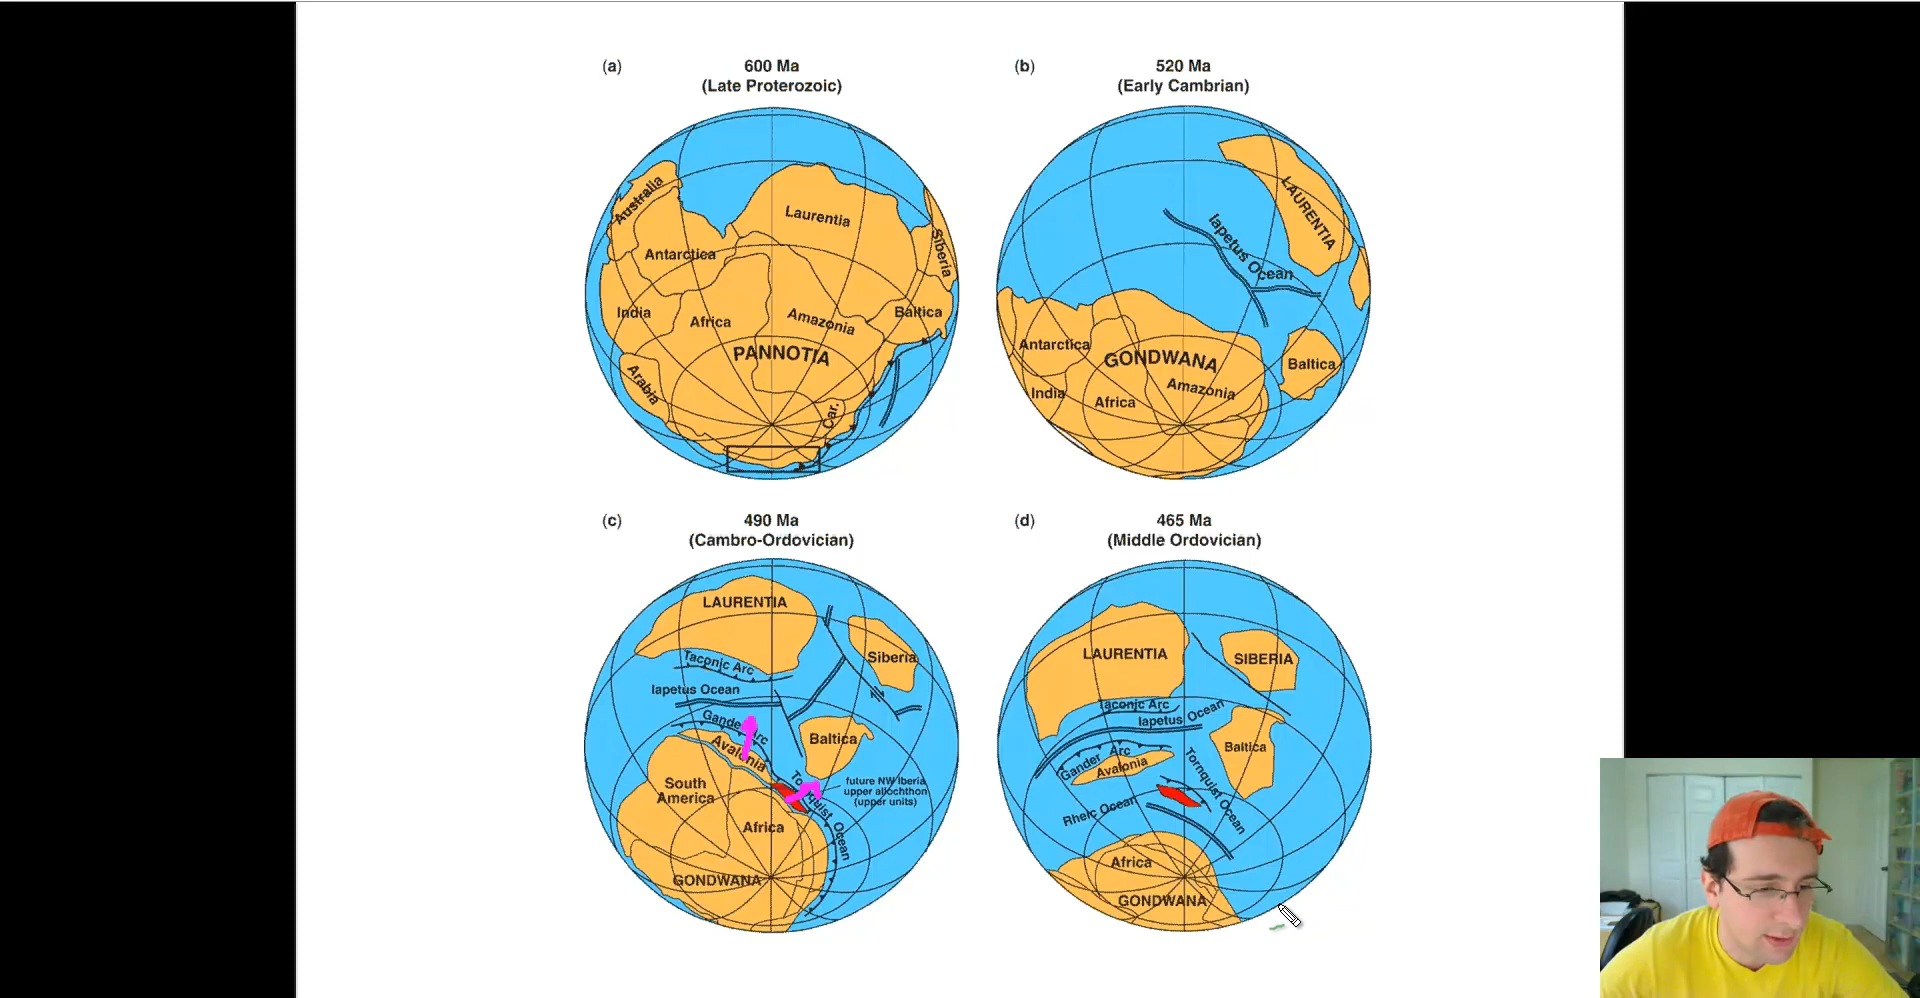 (a)
600 Ma
(Late Proterozoic)
Australia
Laurentia
Antarctica
Siberia
India
Africa
Amazonia
Baltica
PANNOTIA
Arabia
Car.
(b)
520 Ma
(Early Cambrian)
LAURENTIA
Iapetus Ocean
Antarctica
GONDWANA
Baltica
India
Africa
Amazonia
(c)
490 Ma
(Cambro-Ordovician)
LAURENTIA
Siberia
Taconic Arc
Iapetus Ocean
Gander Arc
Avalonia
Baltica
South
America
Tornquist Ocean
future NW Iberia
upper allochthon
(upper units)
Africa
GONDWANA
(d)
465 Ma
(Middle Ordovician)
LAURENTIA
SIBERIA
Taconic Arc
Iapetus Ocean
Gander Arc
Avalonia
Baltica
Tornquist Ocean
Rheic Ocean
Africa
GONDWANA